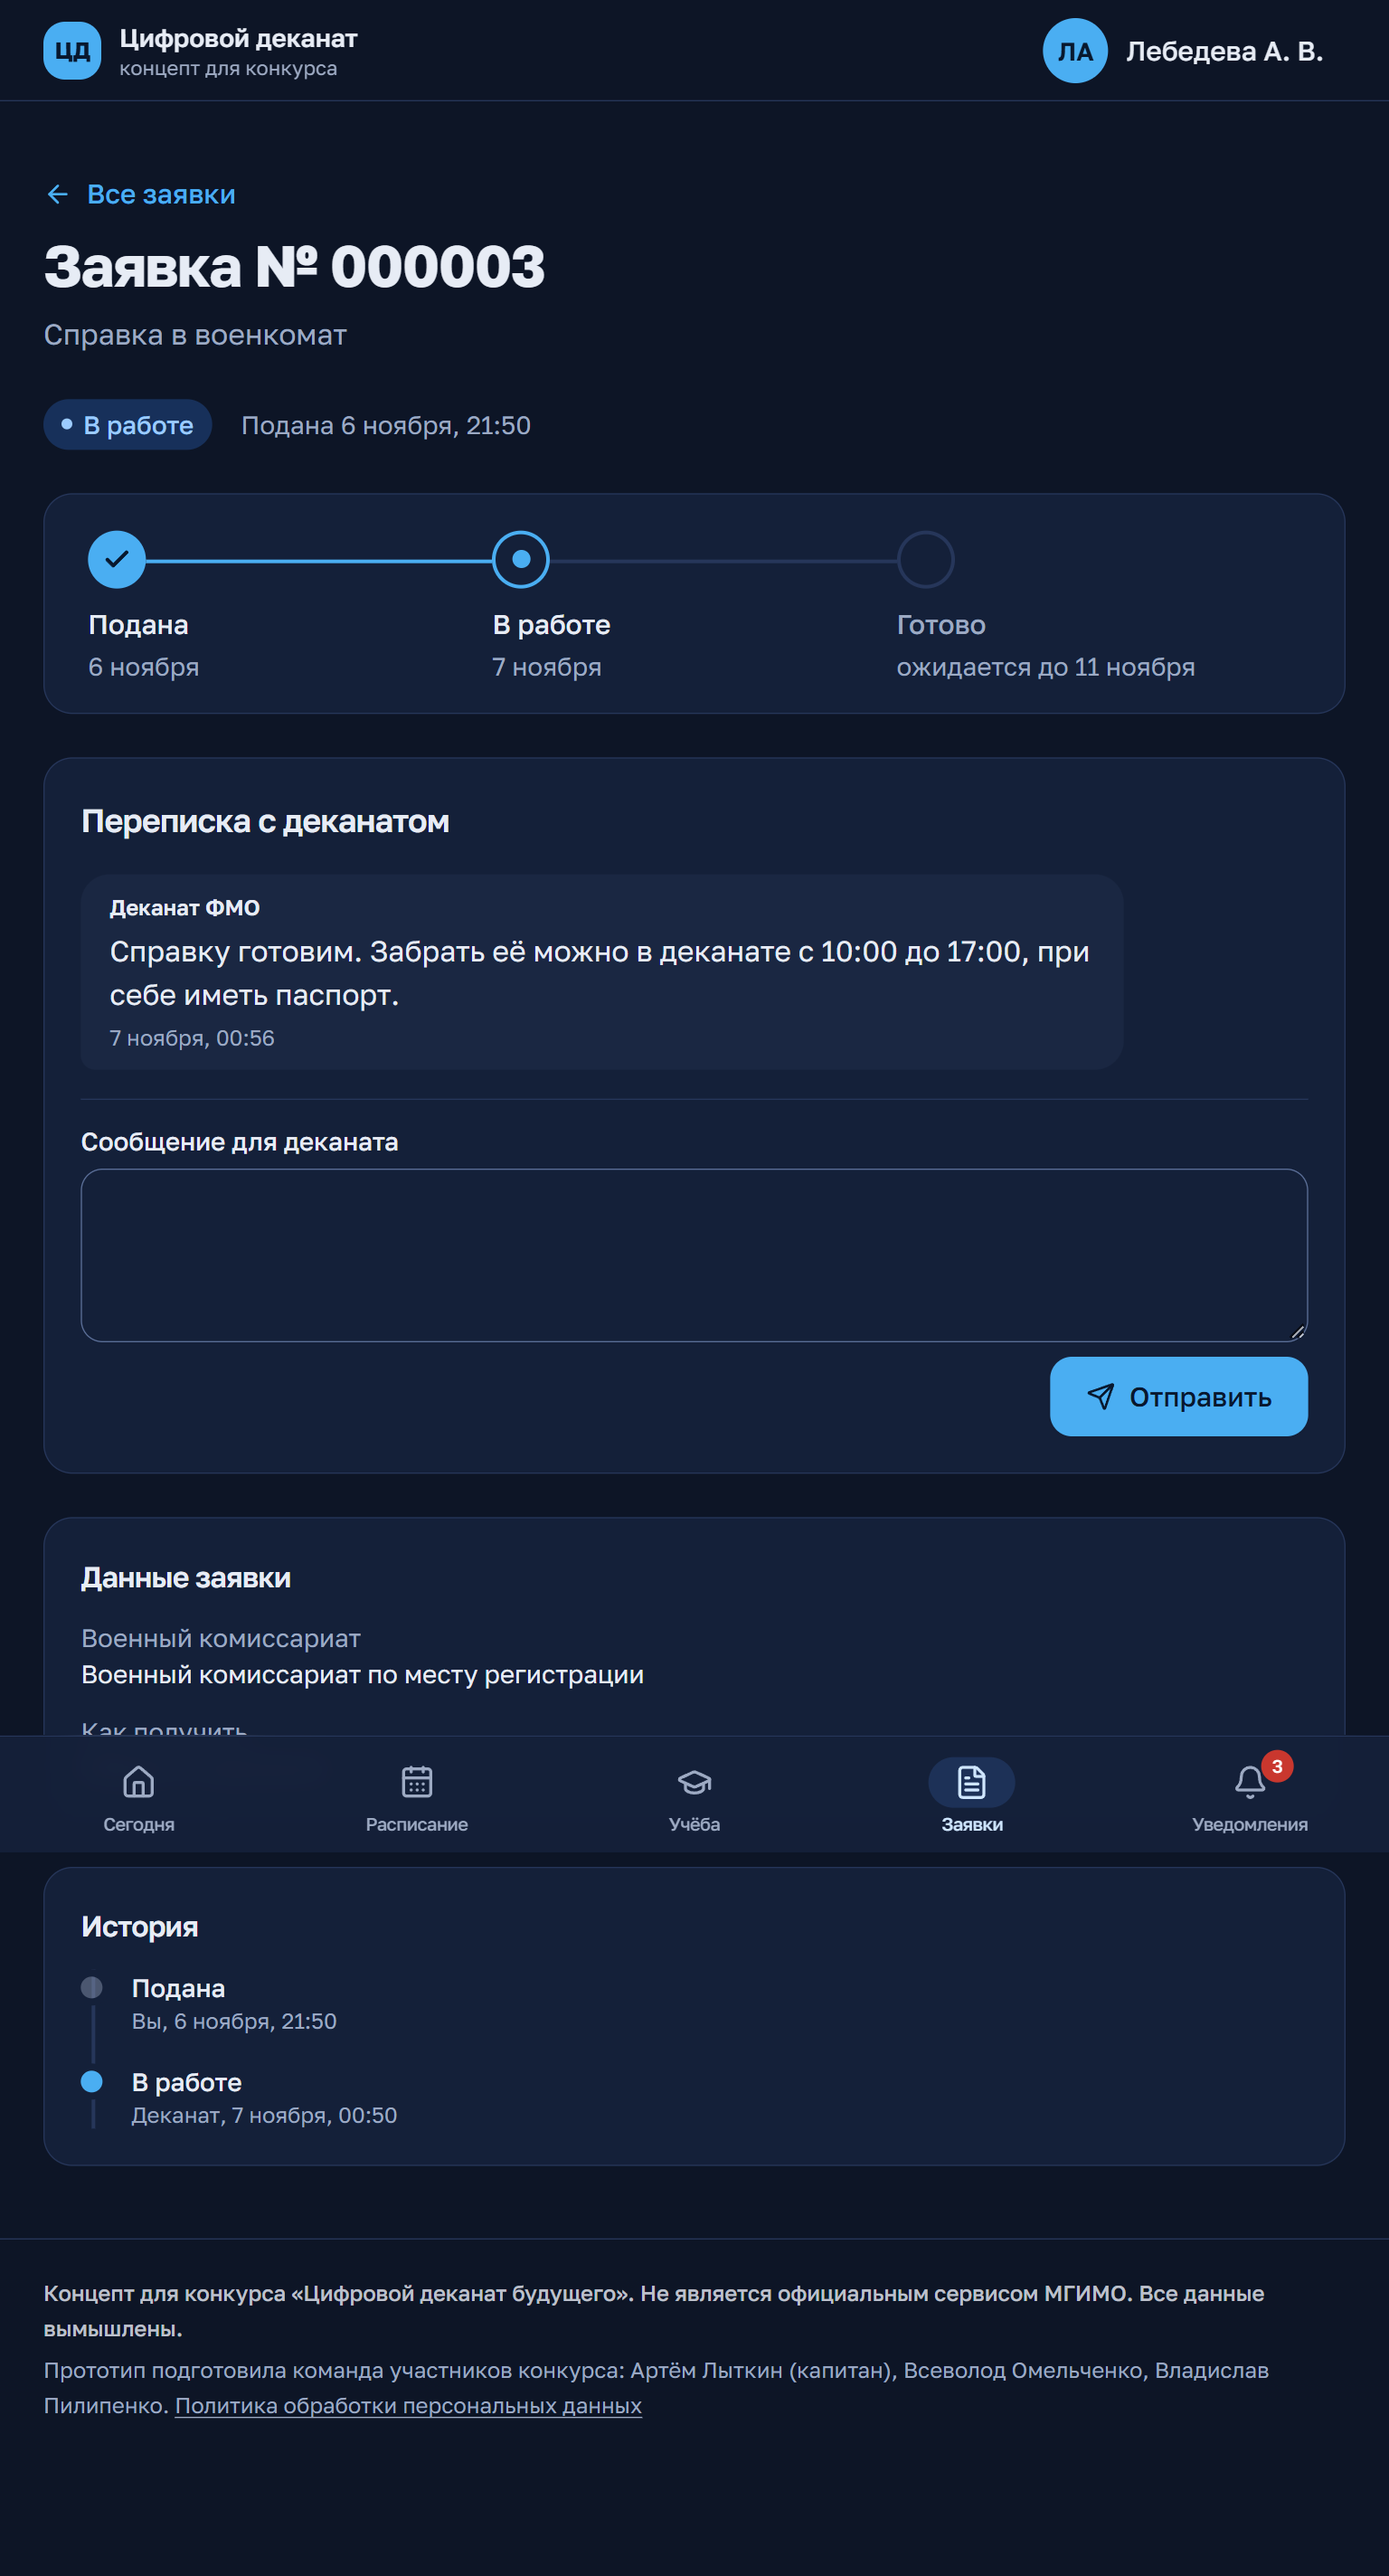 ЦД
Цифровой деканат
концепт для конкурса
ЛА
Лебедева А. В.
← Все заявки
Заявка № 000003
Справка в военкомат
В работе
Подана 6 ноября, 21:50
Подана
6 ноября
В работе
7 ноября
Готово
ожидается до 11 ноября
Переписка с деканатом
Деканат ФМО
Справку готовим. Забрать её можно в деканате с 10:00 до 17:00, при
себе иметь паспорт.
7 ноября, 00:56
Сообщение для деканата
Отправить
Данные заявки
Военный комиссариат
Военный комиссариат по месту регистрации
Как получить
Сегодня
Расписание
Учёба
Заявки
3
Уведомления
История
Подана
Вы, 6 ноября, 21:50
В работе
Деканат, 7 ноября, 00:50
Концепт для конкурса «Цифровой деканат будущего». Не является официальным сервисом МГИМО. Все данные
вымышлены.
Прототип подготовила команда участников конкурса: Артём Лыткин (капитан), Всеволод Омельченко, Владислав
Пилипенко. Политика обработки персональных данных